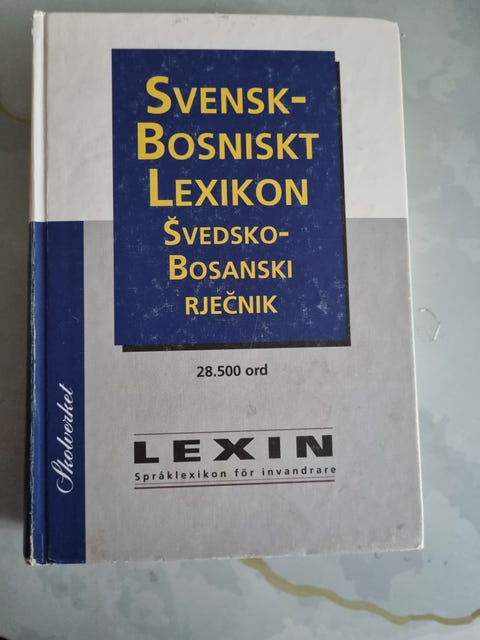 SVENSK-
BOSNISKT
LEXIKON
ŠVEDSKO-
BOSANSKI
RJEČNIK
28.500 ord
LEXIN
Språklexikon för invandrare
Skolverket